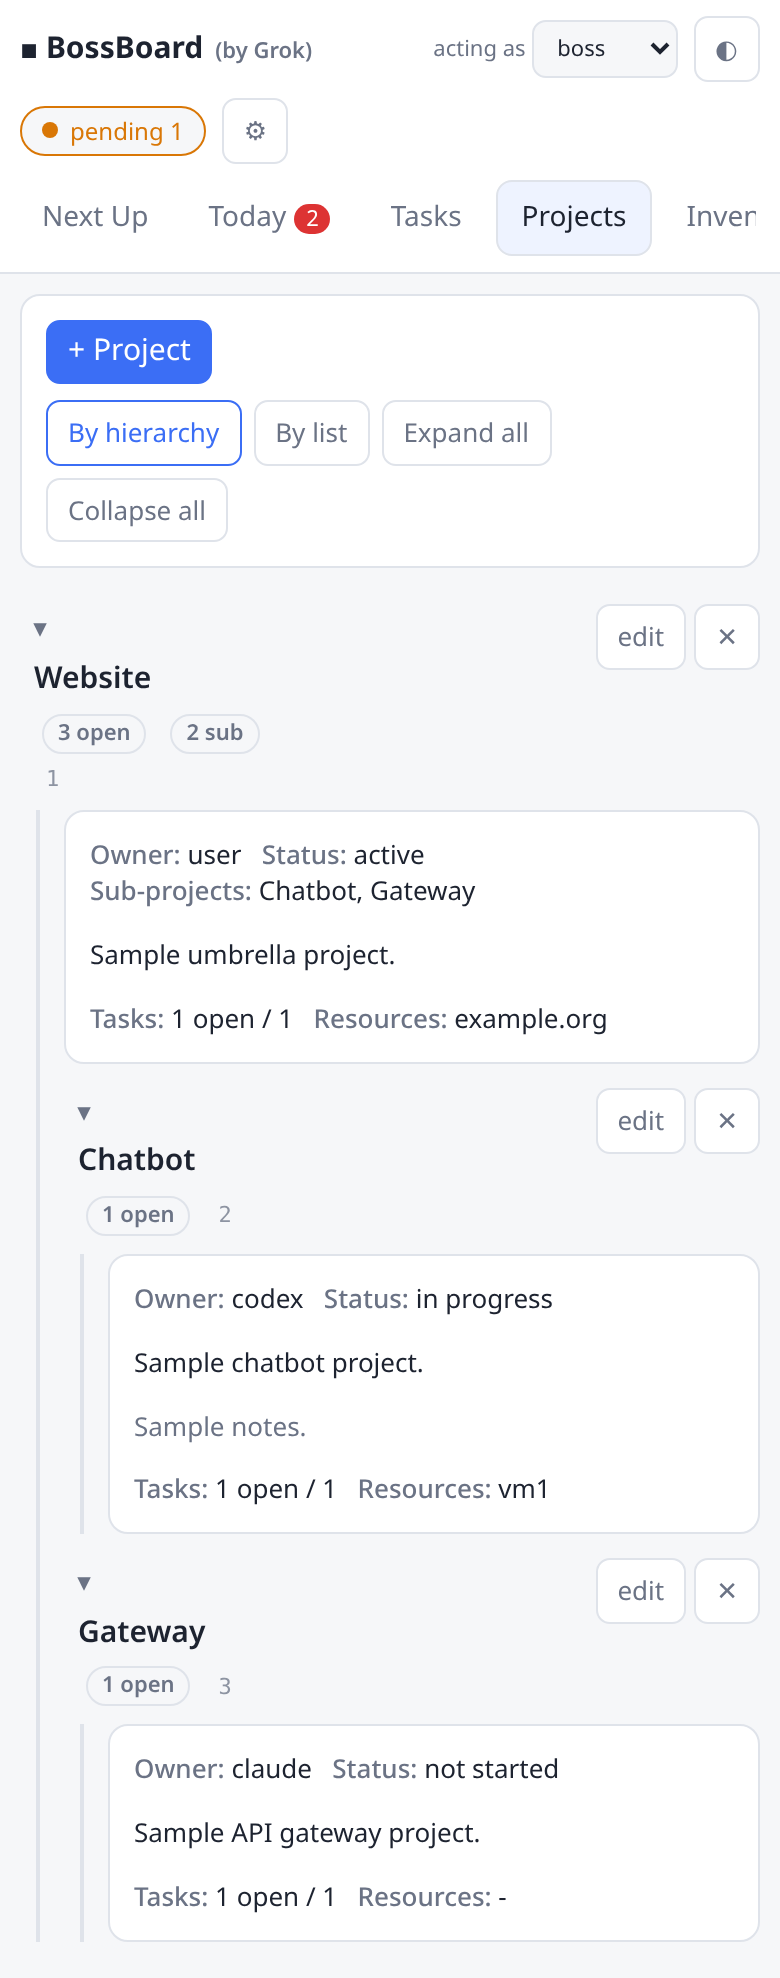 ■ BossBoard (by Grok) acting as boss ◐
pending 1 ⚙
Next Up Today 2 Tasks Projects Inven
+ Project
By hierarchy By list Expand all
Collapse all
▼ edit ✕
Website
3 open 2 sub
1
Owner: user Status: active
Sub-projects: Chatbot, Gateway
Sample umbrella project.
Tasks: 1 open / 1 Resources: example.org
▼ edit ✕
Chatbot
1 open 2
Owner: codex Status: in progress
Sample chatbot project.
Sample notes.
Tasks: 1 open / 1 Resources: vm1
▼ edit ✕
Gateway
1 open 3
Owner: claude Status: not started
Sample API gateway project.
Tasks: 1 open / 1 Resources: -